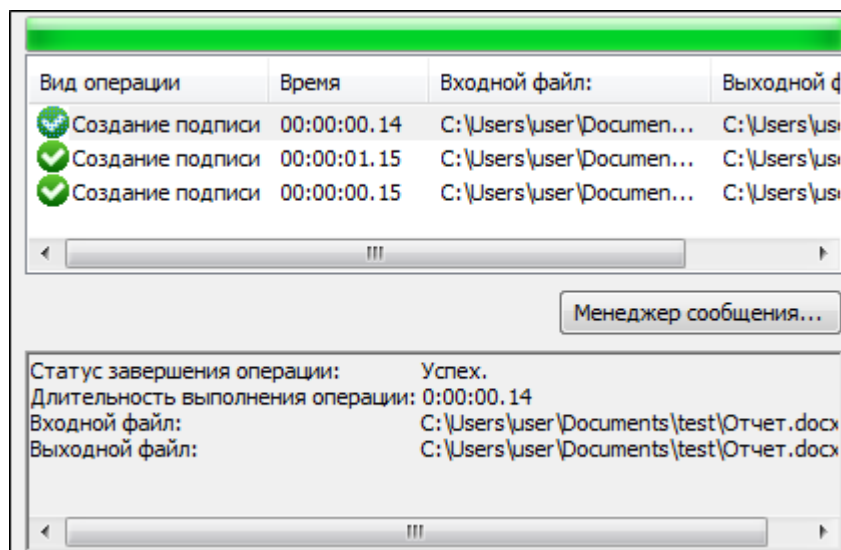 Вид операции Время Входной файл: Выходной ф
Создание подписи 00:00:00.14 C:\Users\user\Documen... C:\Users\use
Создание подписи 00:00:01.15 C:\Users\user\Documen... C:\Users\use
Создание подписи 00:00:00.15 C:\Users\user\Documen... C:\Users\use
Менеджер сообщения...
Статус завершения операции: Успех.
Длительность выполнения операции: 0:00:00.14
Входной файл: C:\Users\user\Documents\test\Отчет.docx
Выходной файл: C:\Users\user\Documents\test\Отчет.docx